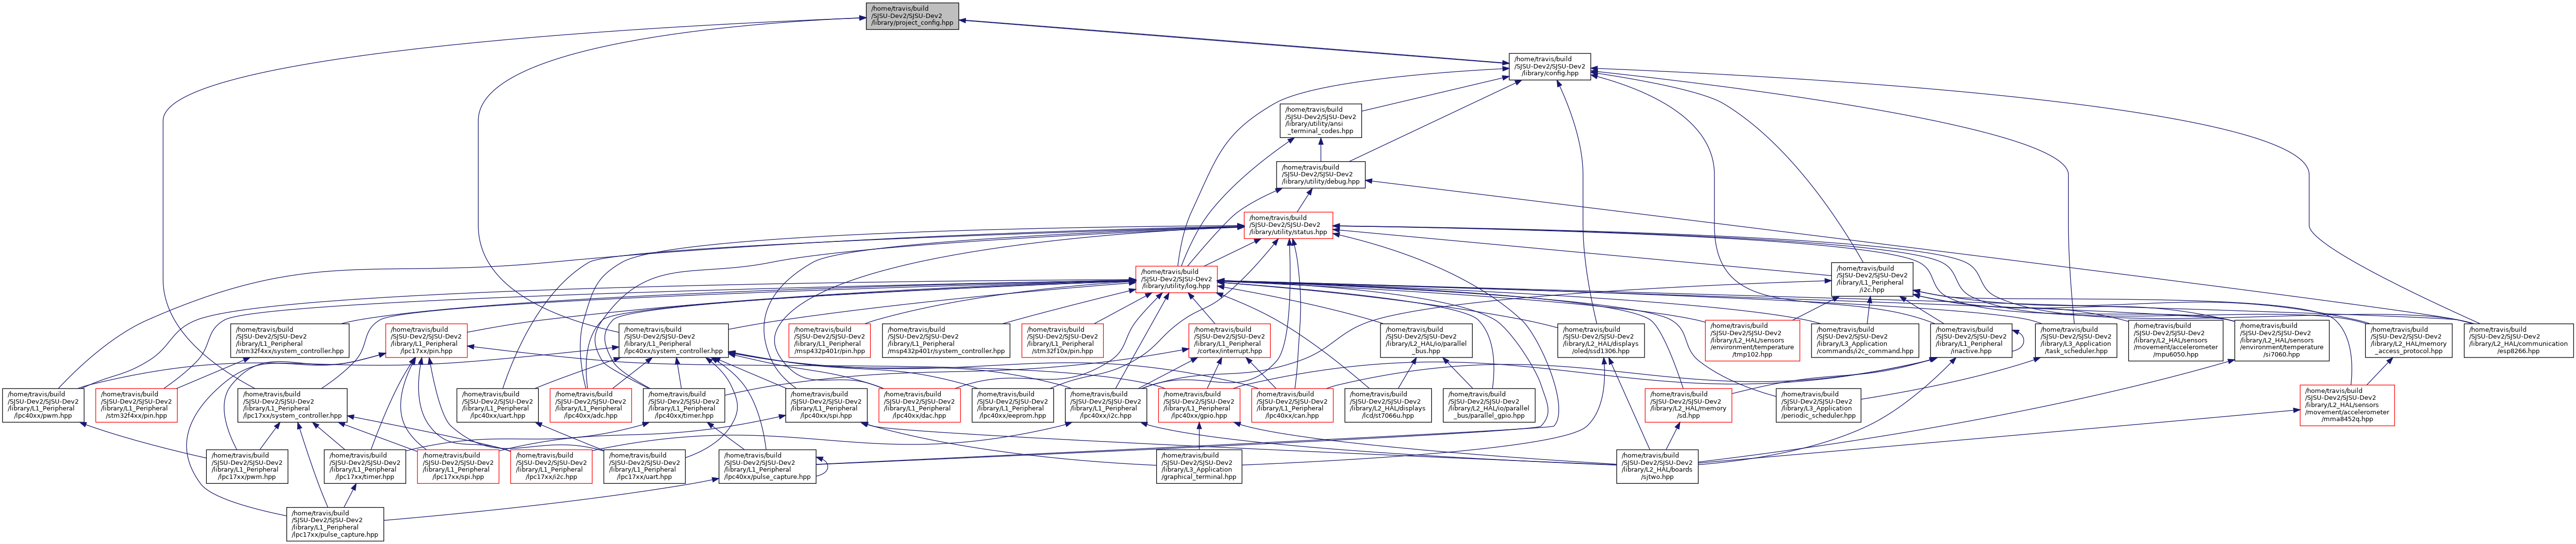 /home/travis/build
/SJSU-Dev2/SJSU-Dev2
/library/project_config.hpp
/home/travis/build
/SJSU-Dev2/SJSU-Dev2
/library/config.hpp
/home/travis/build
/SJSU-Dev2/SJSU-Dev2
/library/utility/ansi
_terminal_codes.hpp
/home/travis/build
/SJSU-Dev2/SJSU-Dev2
/library/utility/debug.hpp
/home/travis/build
/SJSU-Dev2/SJSU-Dev2
/library/utility/status.hpp
/home/travis/build
/SJSU-Dev2/SJSU-Dev2
/library/utility/log.hpp
/home/travis/build
/SJSU-Dev2/SJSU-Dev2
/library/L1_Peripheral
/i2c.hpp
/home/travis/build
/SJSU-Dev2/SJSU-Dev2
/library/L1_Peripheral
/stm32f4xx/system_controller.hpp
/home/travis/build
/SJSU-Dev2/SJSU-Dev2
/library/L1_Peripheral
/lpc17xx/pin.hpp
/home/travis/build
/SJSU-Dev2/SJSU-Dev2
/library/L1_Peripheral
/lpc40xx/system_controller.hpp
/home/travis/build
/SJSU-Dev2/SJSU-Dev2
/library/L1_Peripheral
/msp432p401r/pin.hpp
/home/travis/build
/SJSU-Dev2/SJSU-Dev2
/library/L1_Peripheral
/msp432p401r/system_controller.hpp
/home/travis/build
/SJSU-Dev2/SJSU-Dev2
/library/L1_Peripheral
/stm32f10x/pin.hpp
/home/travis/build
/SJSU-Dev2/SJSU-Dev2
/library/L1_Peripheral
/cortex/interrupt.hpp
/home/travis/build
/SJSU-Dev2/SJSU-Dev2
/library/L2_HAL/io/parallel
_bus.hpp
/home/travis/build
/SJSU-Dev2/SJSU-Dev2
/library/L2_HAL/displays
/oled/ssd1306.hpp
/home/travis/build
/SJSU-Dev2/SJSU-Dev2
/library/L2_HAL/sensors
/environment/temperature
/tmp102.hpp
/home/travis/build
/SJSU-Dev2/SJSU-Dev2
library/L3_Application
/commands/i2c_command.hpp
/home/travis/build
/SJSU-Dev2/SJSU-Dev2
/library/L1_Peripheral
/inactive.hpp
/home/travis/build
/SJSU-Dev2/SJSU-Dev2
/library/L3_Application
/task_scheduler.hpp
/home/travis/build
/SJSU-Dev2/SJSU-Dev2
/library/L2_HAL/sensors
/movement/accelerometer
/mpu6050.hpp
/home/travis/build
/SJSU-Dev2/SJSU-Dev2
/library/L2_HAL/sensors
/environment/temperature
/si7060.hpp
/home/travis/build
/SJSU-Dev2/SJSU-Dev2
/library/L2_HAL/memory
_access_protocol.hpp
/home/travis/build
/SJSU-Dev2/SJSU-Dev2
/library/L2_HAL/communication
/esp8266.hpp
/home/travis/build
/SJSU-Dev2/SJSU-Dev2
/library/L1_Peripheral
/lpc40xx/pwm.hpp
/home/travis/build
/SJSU-Dev2/SJSU-Dev2
/library/L1_Peripheral
/stm32f4xx/pin.hpp
/home/travis/build
/SJSU-Dev2/SJSU-Dev2
/library/L1_Peripheral
/lpc17xx/system_controller.hpp
/home/travis/build
/SJSU-Dev2/SJSU-Dev2
/library/L1_Peripheral
/lpc40xx/uart.hpp
/home/travis/build
/SJSU-Dev2/SJSU-Dev2
/library/L1_Peripheral
/lpc40xx/adc.hpp
/home/travis/build
/SJSU-Dev2/SJSU-Dev2
/library/L1_Peripheral
/lpc40xx/timer.hpp
/home/travis/build
/SJSU-Dev2/SJSU-Dev2
/library/L1_Peripheral
/lpc40xx/spi.hpp
/home/travis/build
/SJSU-Dev2/SJSU-Dev2
/library/L1_Peripheral
/lpc40xx/dac.hpp
/home/travis/build
/SJSU-Dev2/SJSU-Dev2
/library/L1_Peripheral
/lpc40xx/eeprom.hpp
/home/travis/build
/SJSU-Dev2/SJSU-Dev2
/library/L1_Peripheral
/lpc40xx/i2c.hpp
/home/travis/build
/SJSU-Dev2/SJSU-Dev2
/library/L1_Peripheral
/lpc40xx/gpio.hpp
/home/travis/build
/SJSU-Dev2/SJSU-Dev2
/library/L1_Peripheral
/lpc40xx/can.hpp
/home/travis/build
/SJSU-Dev2/SJSU-Dev2
/library/L2_HAL/displays
/lcd/st7066u.hpp
/home/travis/build
/SJSU-Dev2/SJSU-Dev2
/library/L2_HAL/io/parallel
_bus/parallel_gpio.hpp
/home/travis/build
/SJSU-Dev2/SJSU-Dev2
/library/L2_HAL/memory
/sd.hpp
/home/travis/build
/SJSU-Dev2/SJSU-Dev2
/library/L3_Application
/periodic_scheduler.hpp
/home/travis/build
/SJSU-Dev2/SJSU-Dev2
/library/L2_HAL/sensors
/movement/accelerometer
/mma8452q.hpp
/home/travis/build
/SJSU-Dev2/SJSU-Dev2
/library/L1_Peripheral
/lpc17xx/pwm.hpp
/home/travis/build
/SJSU-Dev2/SJSU-Dev2
/library/L1_Peripheral
/lpc17xx/timer.hpp
/home/travis/build
/SJSU-Dev2/SJSU-Dev2
/library/L1_Peripheral
/lpc17xx/spi.hpp
/home/travis/build
/SJSU-Dev2/SJSU-Dev2
/library/L1_Peripheral
/lpc17xx/i2c.hpp
/home/travis/build
/SJSU-Dev2/SJSU-Dev2
/library/L1_Peripheral
/lpc17xx/uart.hpp
/home/travis/build
/SJSU-Dev2/SJSU-Dev2
/library/L1_Peripheral
/lpc40xx/pulse_capture.hpp
/home/travis/build
/SJSU-Dev2/SJSU-Dev2
/library/L3_Application
/graphical_terminal.hpp
/home/travis/build
/SJSU-Dev2/SJSU-Dev2
/library/L2_HAL/boards
/sjtwo.hpp
/home/travis/build
/SJSU-Dev2/SJSU-Dev2
/library/L1_Peripheral
/lpc17xx/pulse_capture.hpp